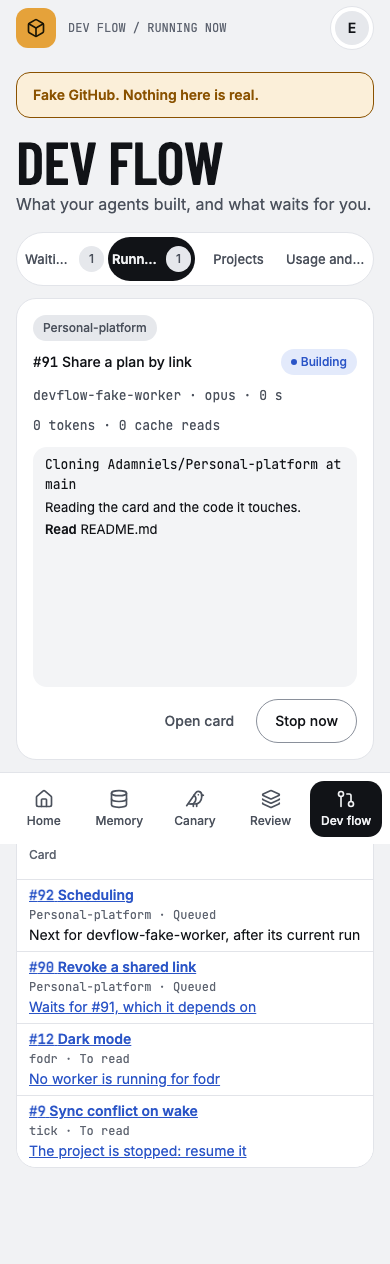 DEV FLOW / RUNNING NOW
E
Fake GitHub. Nothing here is real.
DEV FLOW
What your agents built, and what waits for you.
Waiti... 1
Runn... 1
Projects
Usage and...
Personal-platform
#91 Share a plan by link
Building
devflow-fake-worker · opus · 0 s
0 tokens · 0 cache reads
Cloning Adamniels/Personal-platform at
main
Reading the card and the code it touches.
Read README.md
Open card
Stop now
Home
Memory
Canary
Review
Dev flow
Card
#92 Scheduling
Personal-platform · Queued
Next for devflow-fake-worker, after its current run
#90 Revoke a shared link
Personal-platform · Queued
Waits for #91, which it depends on
#12 Dark mode
fodr · To read
No worker is running for fodr
#9 Sync conflict on wake
tick · To read
The project is stopped: resume it